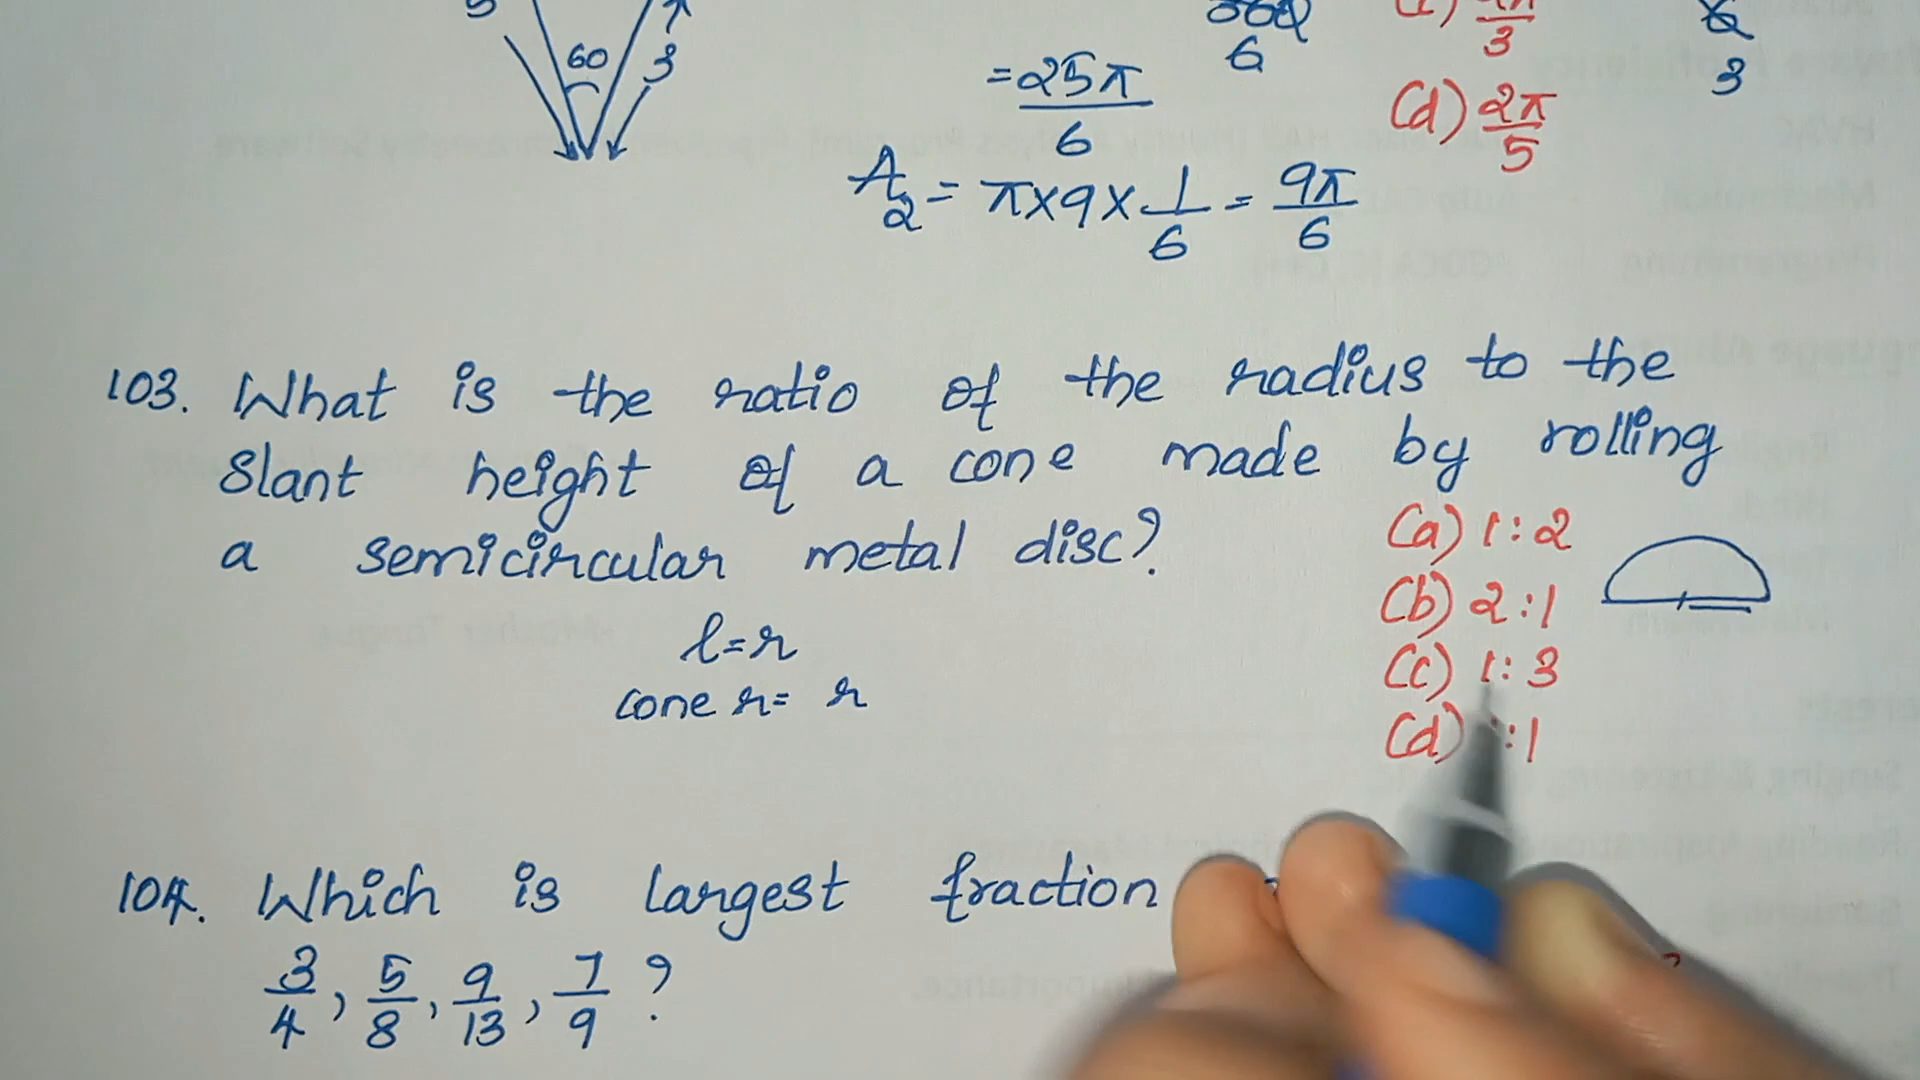 60
3
= 25π
6
6
3
3
(d) 2π
5
A2 = π×9×1/6 = 9π/6
103. What is the ratio of the radius to the
slant height of a cone made by rolling
a semicircular metal disc?
(a) 1:2
(b) 2:1
(c) 1:3
(d) :1
l=r
cone r= r
104. Which is largest fraction
3/4, 5/8, 9/13, 7/9 ?